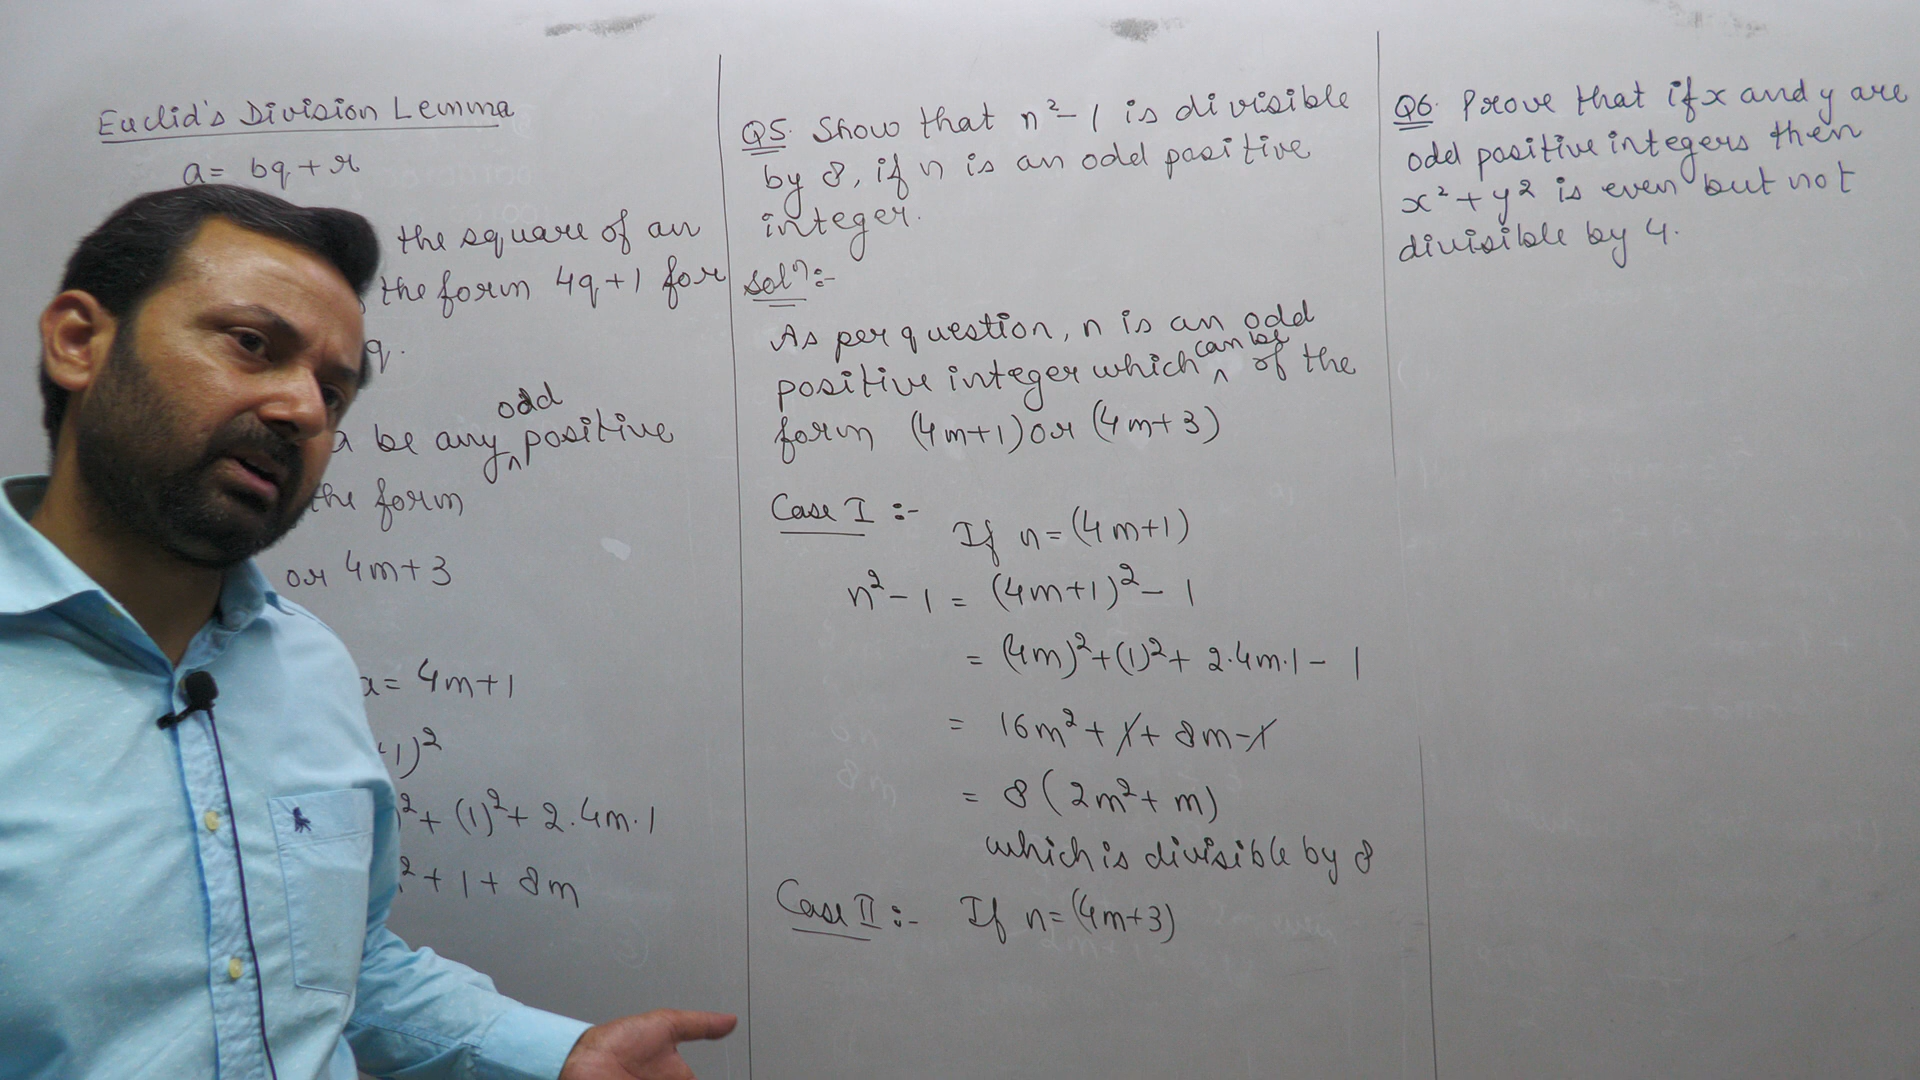 Euclid's Division Lemma
a = bq + r
the square of an
the form 4q+1 for
q.
odd
a be any ^ positive
the form
or 4m+3
a = 4m+1
1)²
² + (1)² + 2.4m.1
² + 1 + 8m
Q5. Show that n² - 1 is divisible
by 8, if n is an odd positive
integer.
Solⁿ:-
As per question, n is an odd
can be
positive integer which ^ of the
form (4m+1) or (4m+3)
Case I :- If n = (4m+1)
n² - 1 = (4m+1)² - 1
= (4m)² + (1)² + 2.4m.1 - 1
= 16m² + 1 + 8m - 1
= 8(2m² + m)
which is divisible by 8
Case II :- If n = (4m+3)
Q6. Prove that if x and y are
odd positive integers then
x² + y² is even but not
divisible by 4.